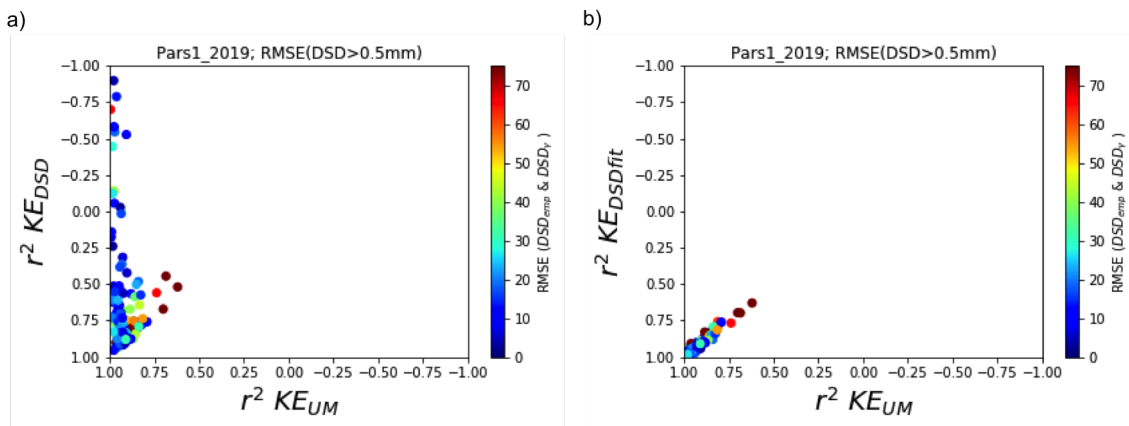 a)
Pars1_2019; RMSE(DSD>0.5mm)
−1.00
−0.75
−0.50
−0.25
0.00
0.25
0.50
0.75
1.00
r² KE_DSD
1.00 0.75 0.50 0.25 0.00 −0.25 −0.50 −0.75 −1.00
r² KE_UM
70
60
50
40
30
20
10
0
RMSE (DSD_emp & DSD_γ )
b)
Pars1_2019; RMSE(DSD>0.5mm)
−1.00
−0.75
−0.50
−0.25
0.00
0.25
0.50
0.75
1.00
r² KE_DSDfit
1.00 0.75 0.50 0.25 0.00 −0.25 −0.50 −0.75 −1.00
r² KE_UM
70
60
50
40
30
20
10
0
RMSE (DSD_emp & DSD_γ )